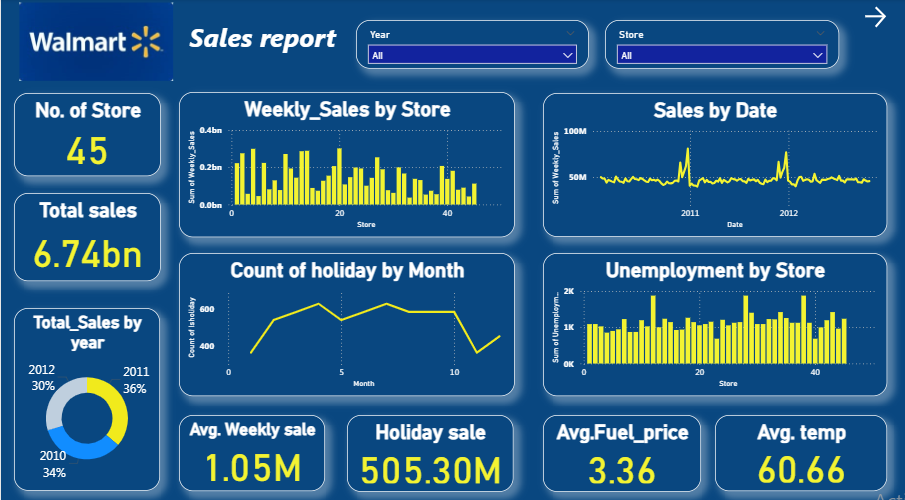 Walmart
Sales report
Year
All
Store
All
No. of Store
45
Total sales
6.74bn
Total_Sales by
year
2012
30%
2011
36%
2010
34%
Weekly_Sales by Store
Sum of Weekly_Sales
0.4bn
0.2bn
0.0bn
0
20
40
Store
Sales by Date
Sum of Weekly_Sales
100M
50M
2011
2012
Date
Count of holiday by Month
Count of IsHoliday
600
400
0
5
10
Month
Unemployment by Store
Sum of Unemploym...
2K
1K
0K
0
20
40
Store
Avg. Weekly sale
1.05M
Holiday sale
505.30M
Avg.Fuel_price
3.36
Avg. temp
60.66